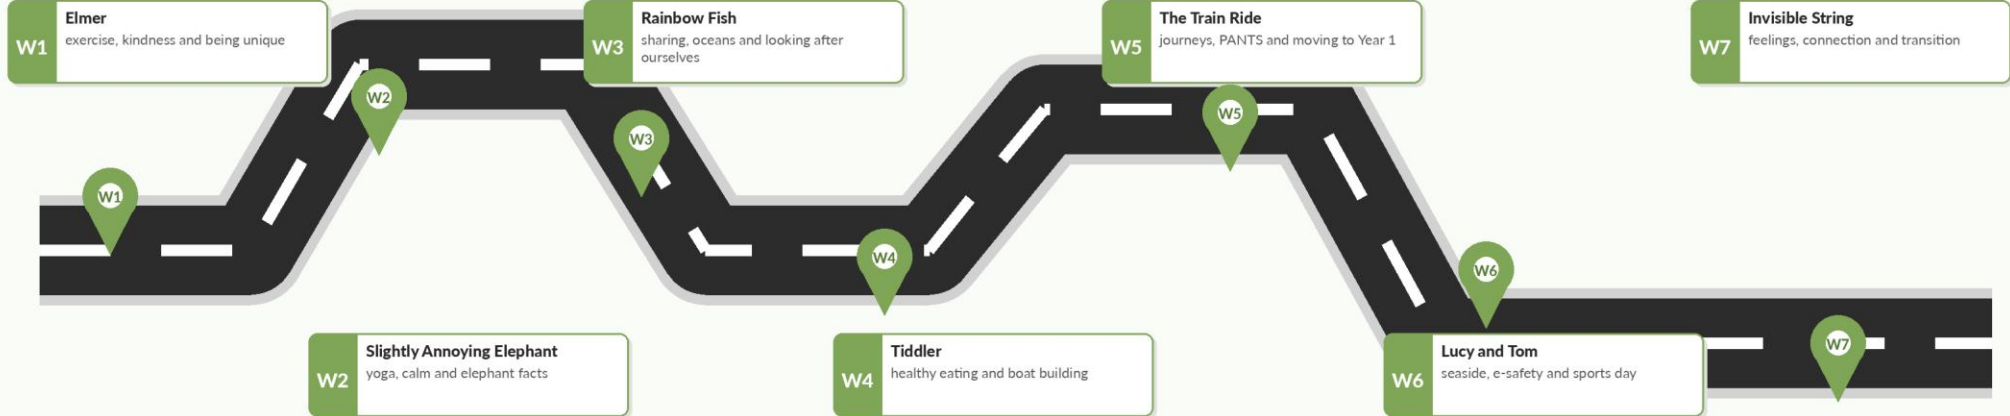 W1
Elmer
exercise, kindness and being unique
W3
Rainbow Fish
sharing, oceans and looking after
ourselves
W5
The Train Ride
journeys, PANTS and moving to Year 1
W7
Invisible String
feelings, connection and transition
W1
W2
W3
W4
W5
W6
W7
W2
Slightly Annoying Elephant
yoga, calm and elephant facts
W4
Tiddler
healthy eating and boat building
W6
Lucy and Tom
seaside, e-safety and sports day